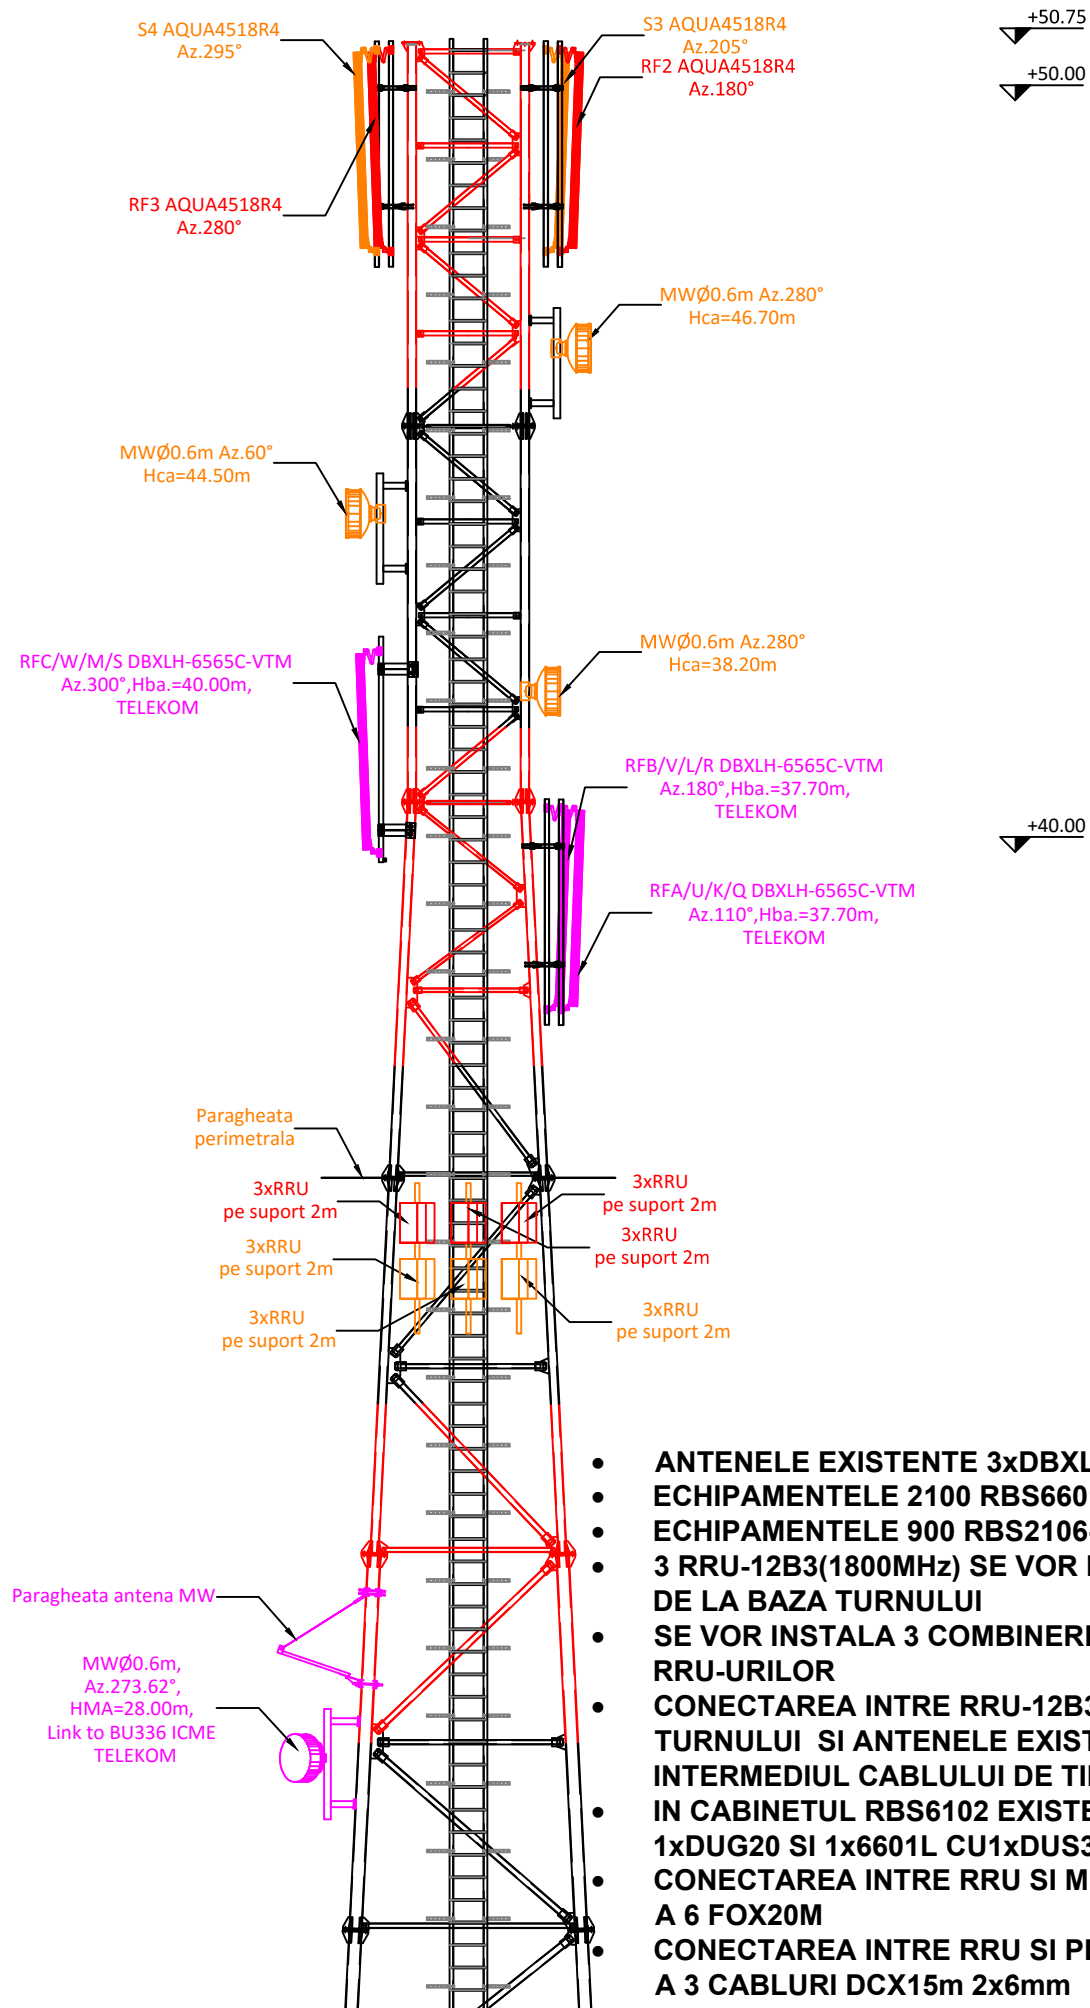 S4 AQUA4518R4
Az.295°
S3 AQUA4518R4
Az.205°
RF2 AQUA4518R4
Az.180°
+50.75
+50.00
RF3 AQUA4518R4
Az.280°
MWØ0.6m Az.280°
Hca=46.70m
MWØ0.6m Az.60°
Hca=44.50m
RFC/W/M/S DBXLH-6565C-VTM
Az.300°,Hba.=40.00m,
TELEKOM
MWØ0.6m Az.280°
Hca=38.20m
RFB/V/L/R DBXLH-6565C-VTM
Az.180°,Hba.=37.70m,
TELEKOM
+40.00
RFA/U/K/Q DBXLH-6565C-VTM
Az.110°,Hba.=37.70m,
TELEKOM
Paragheata
perimetrala
3xRRU
pe suport 2m
3xRRU
pe suport 2m
3xRRU
pe suport 2m
3xRRU
pe suport 2m
3xRRU
pe suport 2m
3xRRU
pe suport 2m
Paragheata antena MW
MWØ0.6m,
Az.273.62°,
HMA=28.00m,
Link to BU336 ICME
TELEKOM
• ANTENELE EXISTENTE 3xDBXL
• ECHIPAMENTELE 2100 RBS660
• ECHIPAMENTELE 900 RBS2106
• 3 RRU-12B3(1800MHz) SE VOR
DE LA BAZA TURNULUI
• SE VOR INSTALA 3 COMBINER
RRU-URILOR
• CONECTAREA INTRE RRU-12B3
TURNULUI SI ANTENELE EXIST
INTERMEDIUL CABLULUI DE TI
• IN CABINETUL RBS6102 EXISTE
1xDUG20 SI 1x6601L CU1xDUS3
• CONECTAREA INTRE RRU SI M
A 6 FOX20M
• CONECTAREA INTRE RRU SI P
A 3 CABLURI DCX15m 2x6mm